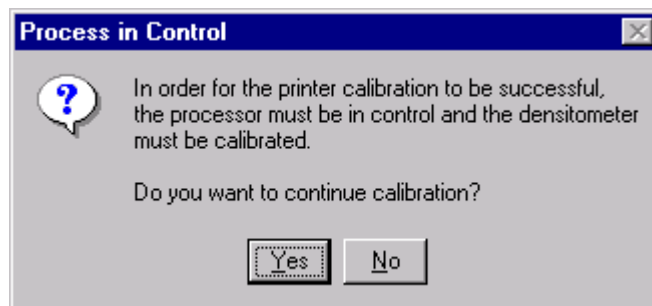 Process in Control
?
In order for the printer calibration to be successful,
the processor must be in control and the densitometer
must be calibrated.
Do you want to continue calibration?
Yes No